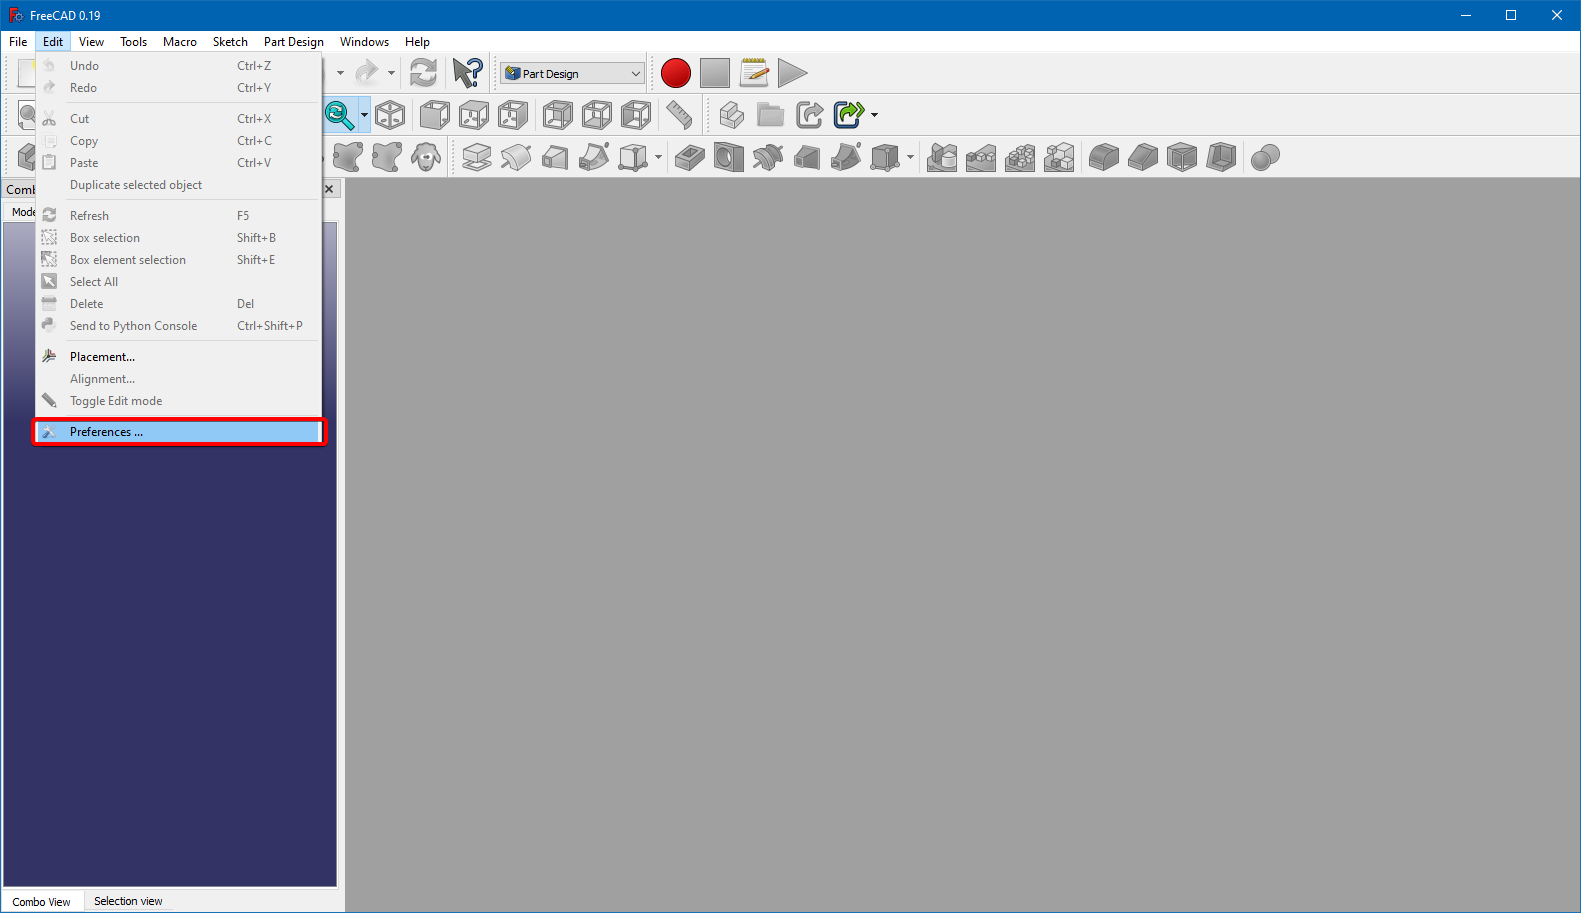 FreeCAD 0.19
File Edit View Tools Macro Sketch Part Design Windows Help
Part Design
Undo Ctrl+Z
Redo Ctrl+Y
Cut Ctrl+X
Copy Ctrl+C
Paste Ctrl+V
Duplicate selected object
Comb
Mode
Refresh F5
Box selection Shift+B
Box element selection Shift+E
Select All
Delete Del
Send to Python Console Ctrl+Shift+P
Placement...
Alignment...
Toggle Edit mode
Preferences ...
Combo View Selection view